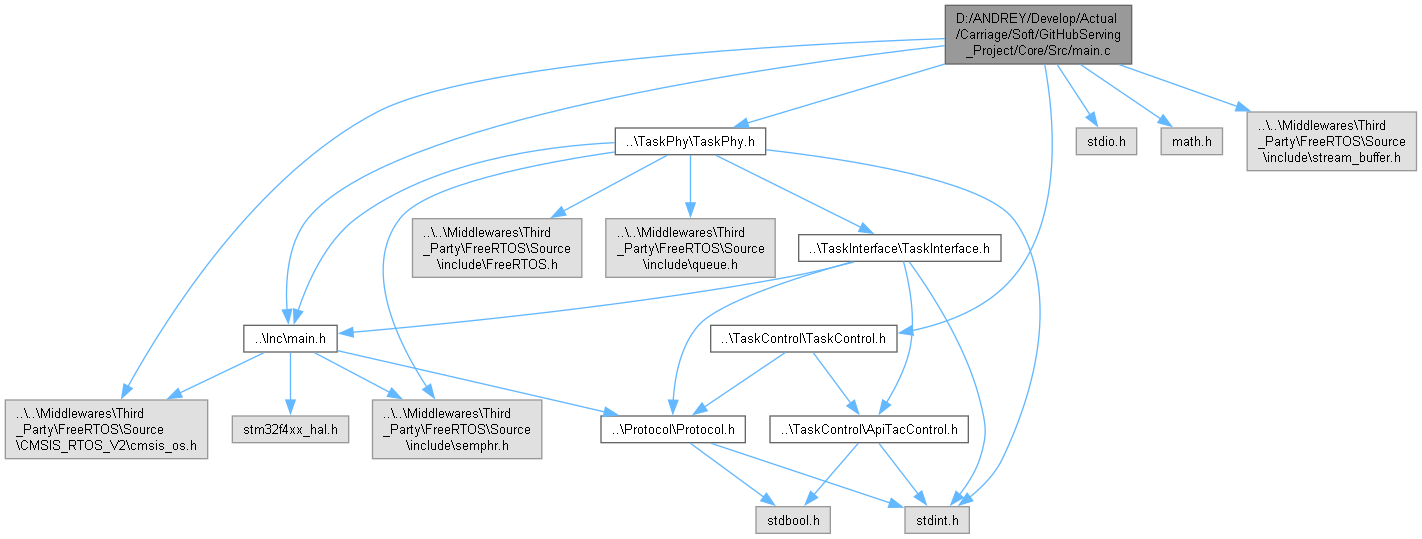 D:/ANDREY/Develop/Actual
/Carriage/Soft/GitHubServing
_Project/Core/Src/main.c
..\TaskPhy\TaskPhy.h
stdio.h
math.h
..\..\Middlewares\Third
_Party\FreeRTOS\Source
\include\stream_buffer.h
..\..\Middlewares\Third
_Party\FreeRTOS\Source
\include\FreeRTOS.h
..\..\Middlewares\Third
_Party\FreeRTOS\Source
\include\queue.h
..\TaskInterface\TaskInterface.h
..\Inc\main.h
..\TaskControl\TaskControl.h
..\..\Middlewares\Third
_Party\FreeRTOS\Source
\CMSIS_RTOS_V2\cmsis_os.h
stm32f4xx_hal.h
..\..\Middlewares\Third
_Party\FreeRTOS\Source
\include\semphr.h
..\Protocol\Protocol.h
..\TaskControl\ApiTacControl.h
stdbool.h
stdint.h